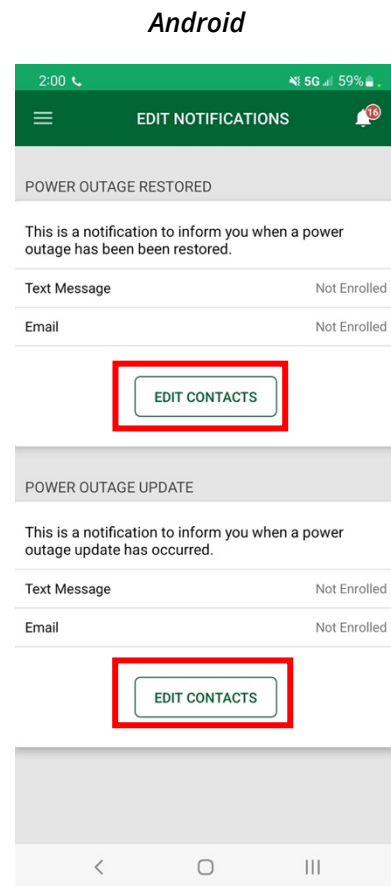 Android
2:00 5G 59%
EDIT NOTIFICATIONS 16
POWER OUTAGE RESTORED
This is a notification to inform you when a power
outage has been been restored.
Text Message Not Enrolled
Email Not Enrolled
EDIT CONTACTS
POWER OUTAGE UPDATE
This is a notification to inform you when a power
outage update has occurred.
Text Message Not Enrolled
Email Not Enrolled
EDIT CONTACTS